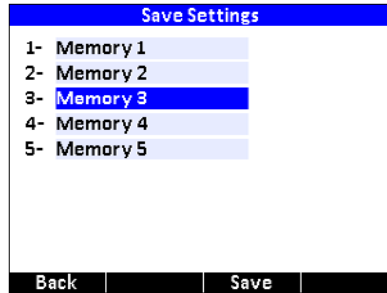 Save Settings
1- Memory 1
2- Memory 2
3- Memory 3
4- Memory 4
5- Memory 5
Back Save